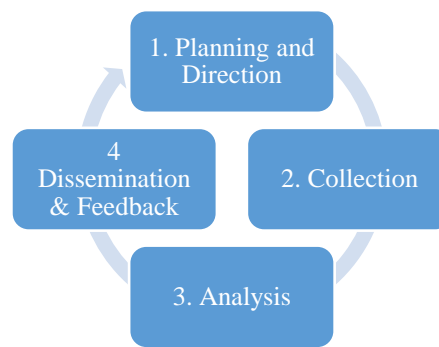 1. Planning and
Direction
2. Collection
3. Analysis
4
Dissemination
& Feedback